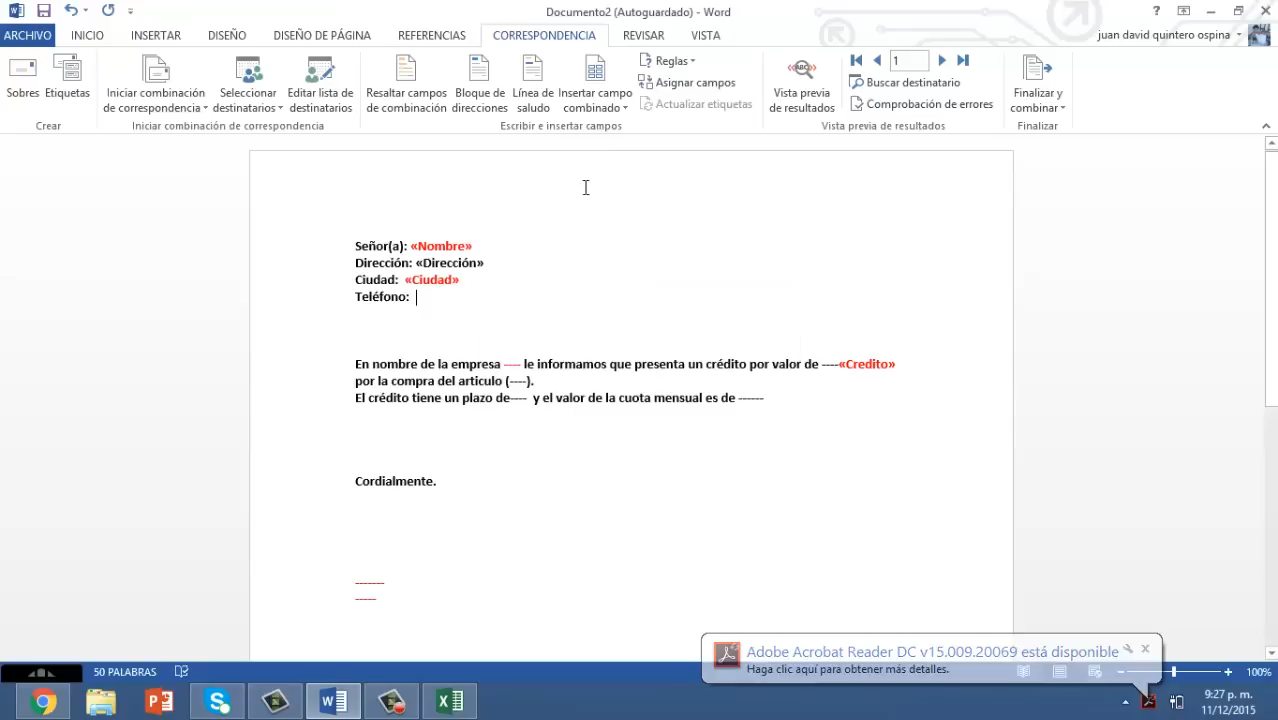 Documento2 (Autoguardado) - Word
ARCHIVO INICIO INSERTAR DISEÑO DISEÑO DE PÁGINA REFERENCIAS CORRESPONDENCIA REVISAR VISTA juan david quintero ospina
Sobres Etiquetas
Crear
Iniciar combinación de correspondencia
Seleccionar destinatarios
Editar lista de destinatarios
Iniciar combinación de correspondencia
Resaltar campos de combinación
Bloque de direcciones
Línea de saludo
Insertar campo combinado
Reglas
Asignar campos
Actualizar etiquetas
Escribir e insertar campos
Vista previa de resultados
1
Buscar destinatario
Comprobación de errores
Vista previa de resultados
Finalizar y combinar
Finalizar
Señor(a): «Nombre»
Dirección: «Dirección»
Ciudad: «Ciudad»
Teléfono:
En nombre de la empresa ---- le informamos que presenta un crédito por valor de ----«Credito»
por la compra del articulo (----).
El crédito tiene un plazo de---- y el valor de la cuota mensual es de ------
Cordialmente.
-------
-----
Adobe Acrobat Reader DC v15.009.20069 está disponible
Haga clic aquí para obtener más detalles.
50 PALABRAS
100%
9:27 p. m.
11/12/2015